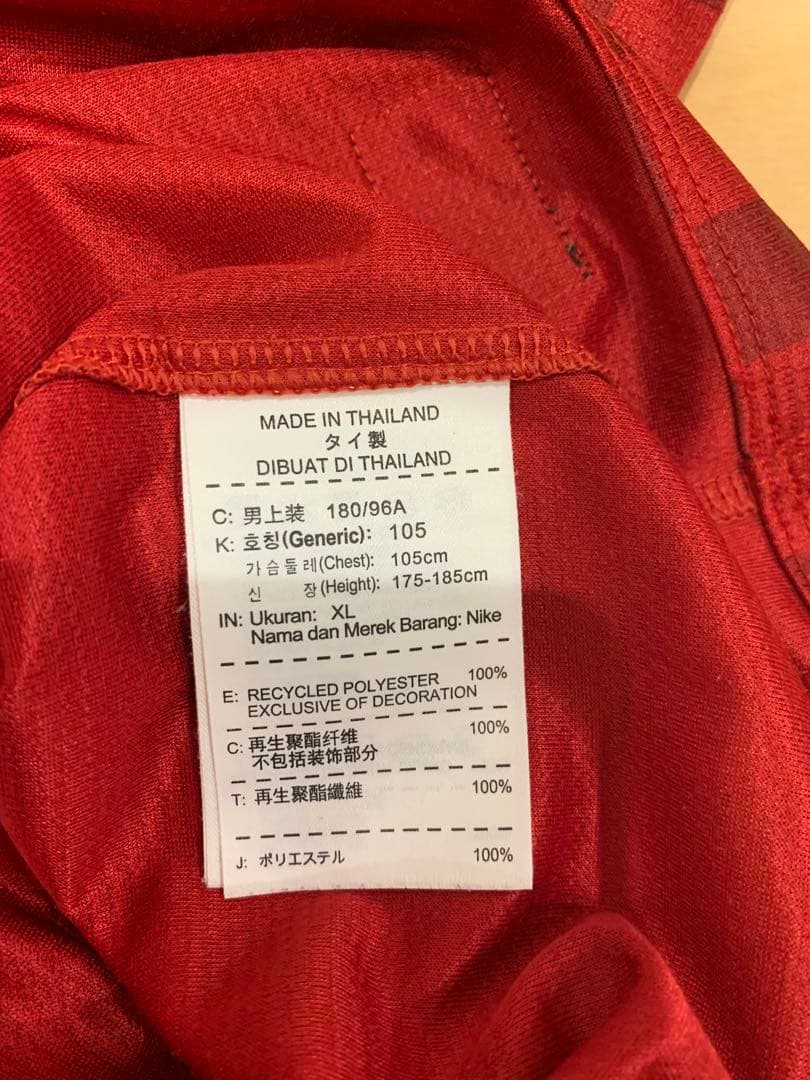 MADE IN THAILAND
タイ製
DIBUAT DI THAILAND
C: 男上装 180/96A
K: 호칭(Generic): 105
가슴둘레(Chest): 105cm
신 장(Height): 175-185cm
IN: Ukuran: XL
Nama dan Merek Barang: Nike
E: RECYCLED POLYESTER 100%
EXCLUSIVE OF DECORATION
C: 再生聚酯纤维 100%
不包括装饰部分
T: 再生聚酯纖維 100%
J: ポリエステル 100%